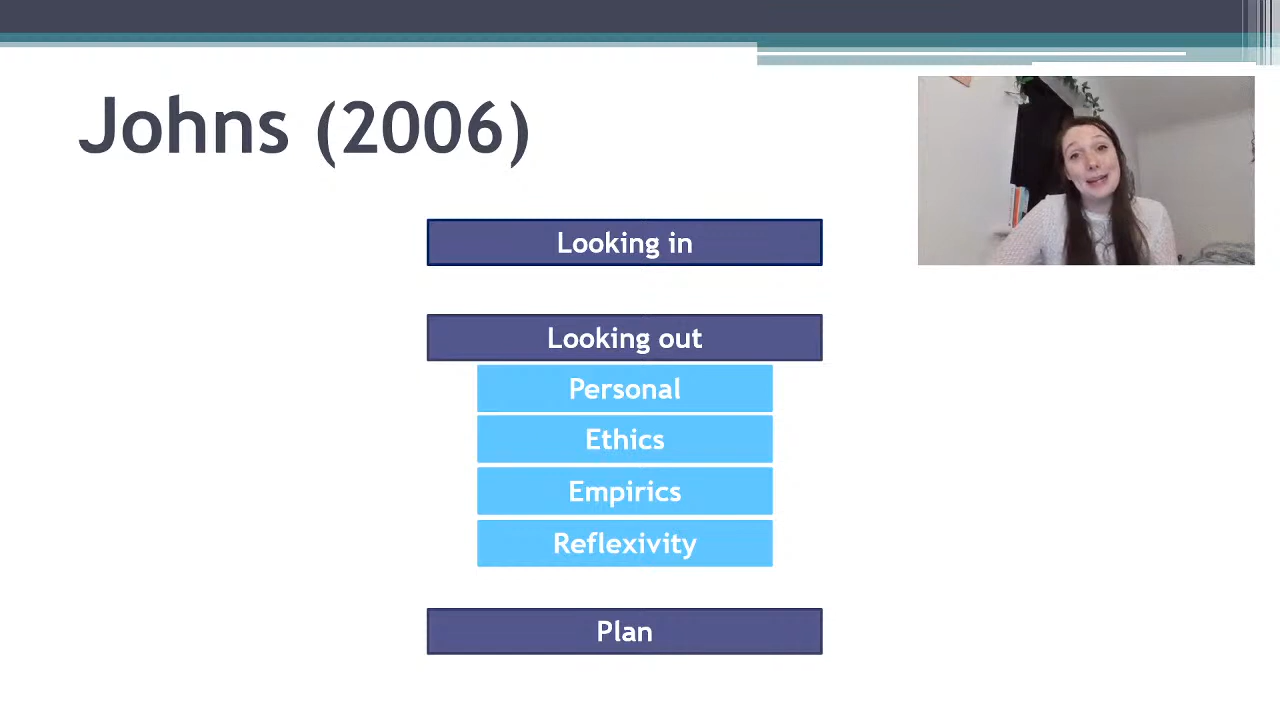 Johns (2006)
Looking in
Looking out
Personal
Ethics
Empirics
Reflexivity
Plan